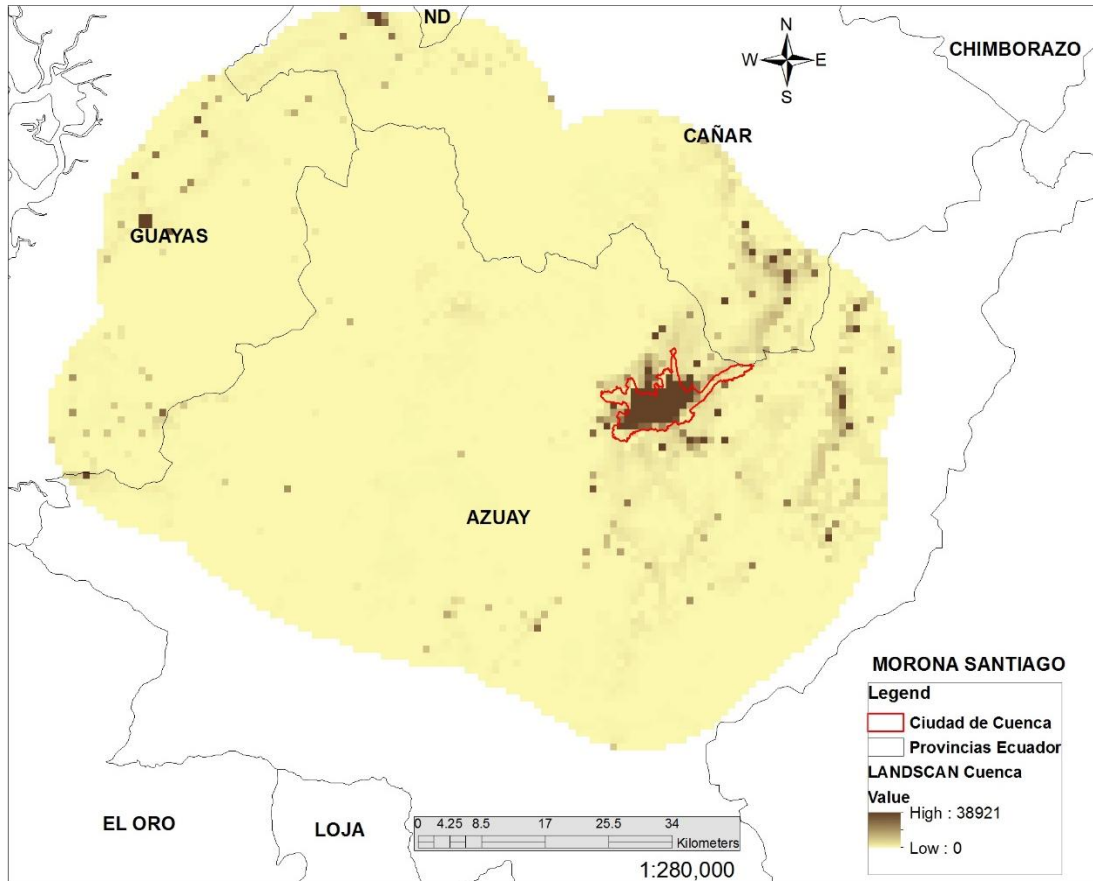 ND
N
CHIMBORAZO
W E
S
CAÑAR
GUAYAS
AZUAY
MORONA SANTIAGO
Legend
Ciudad de Cuenca
Provincias Ecuador
LANDSCAN Cuenca
Value
High : 38921
Low : 0
EL ORO
LOJA
0 4.25 8.5 17 25.5 34
Kilometers
1:280,000